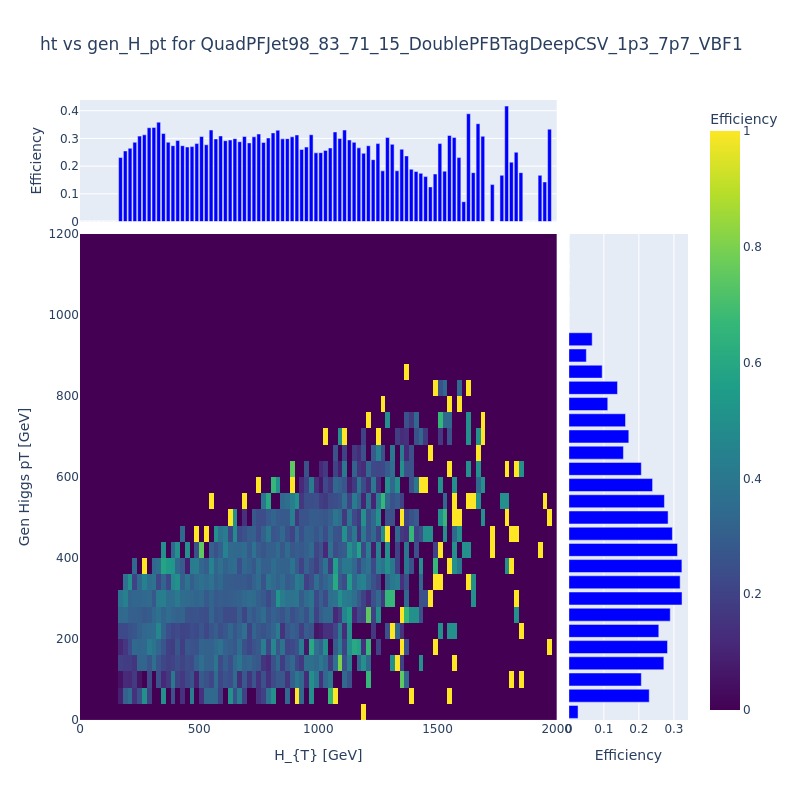 ht vs gen_H_pt for QuadPFJet98_83_71_15_DoublePFBTagDeepCSV_1p3_7p7_VBF1
Efficiency
0.4
0.3
0.2
0.1
0
Efficiency
1
0.8
0.6
0.4
0.2
0
Gen Higgs pT [GeV]
1200
1000
800
600
400
200
0
0 500 1000 1500 2000
H_{T} [GeV]
0 0.1 0.2 0.3
Efficiency